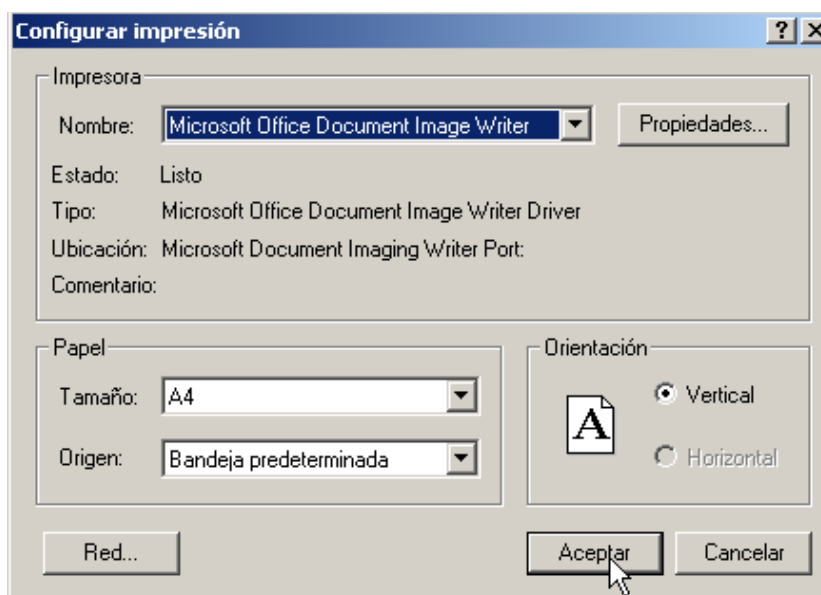 Configurar impresión
Impresora
Nombre: Microsoft Office Document Image Writer Propiedades...
Estado: Listo
Tipo: Microsoft Office Document Image Writer Driver
Ubicación: Microsoft Document Imaging Writer Port:
Comentario:
Papel
Tamaño: A4
Origen: Bandeja predeterminada
Orientación
A
Vertical
Horizontal
Red... Aceptar Cancelar